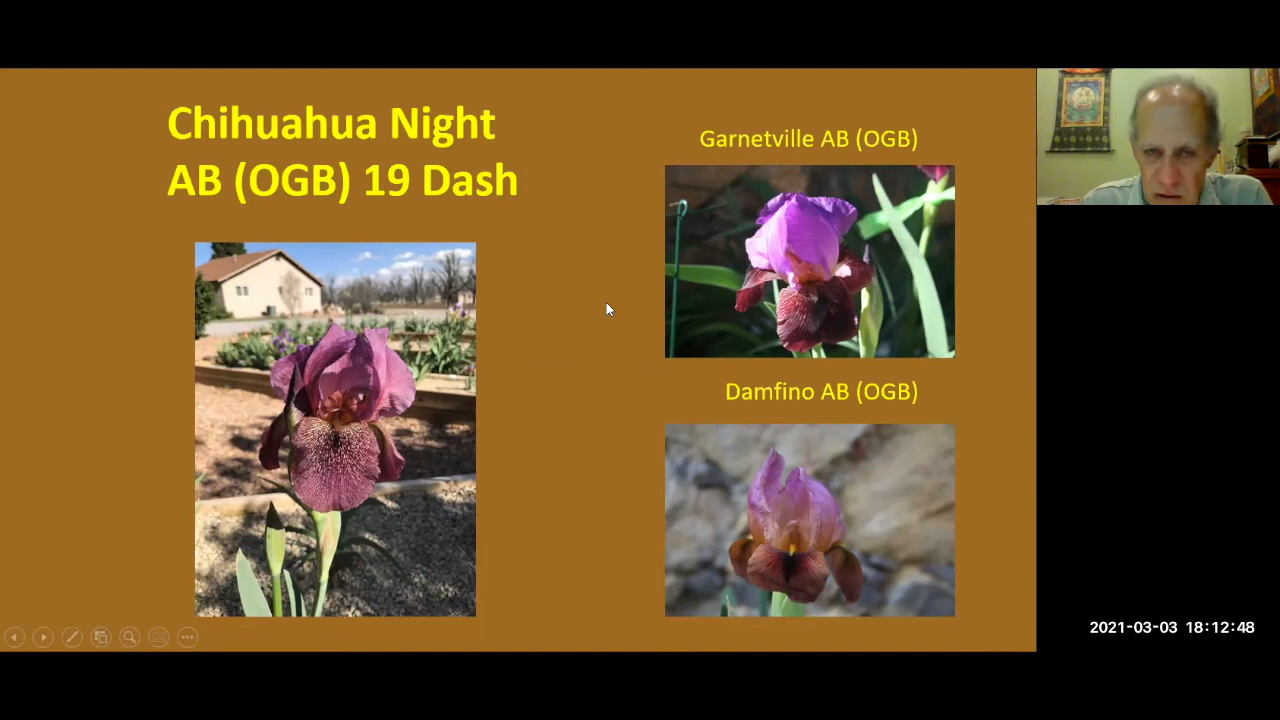 Chihuahua Night
AB (OGB) 19 Dash
Garnetville AB (OGB)
Damfino AB (OGB)
2021-03-03 18:12:48